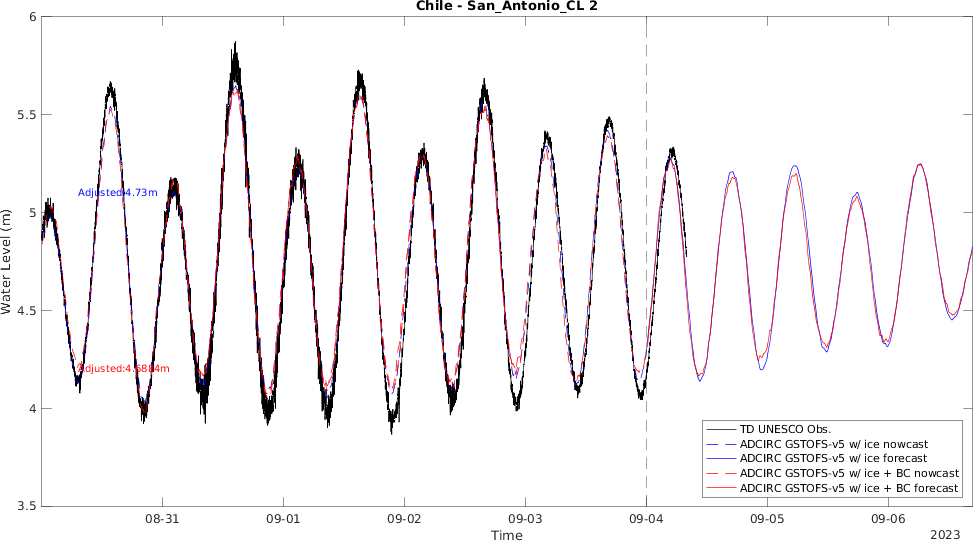 Chile - San_Antonio_CL 2
Water Level (m)
6
5.5
5
4.5
4
3.5
Adjusted:4.73m
Adjusted:4.6884m
TD UNESCO Obs.
ADCIRC GSTOFS-v5 w/ ice nowcast
ADCIRC GSTOFS-v5 w/ ice forecast
ADCIRC GSTOFS-v5 w/ ice + BC nowcast
ADCIRC GSTOFS-v5 w/ ice + BC forecast
08-31 09-01 09-02 09-03 09-04 09-05 09-06
Time
2023